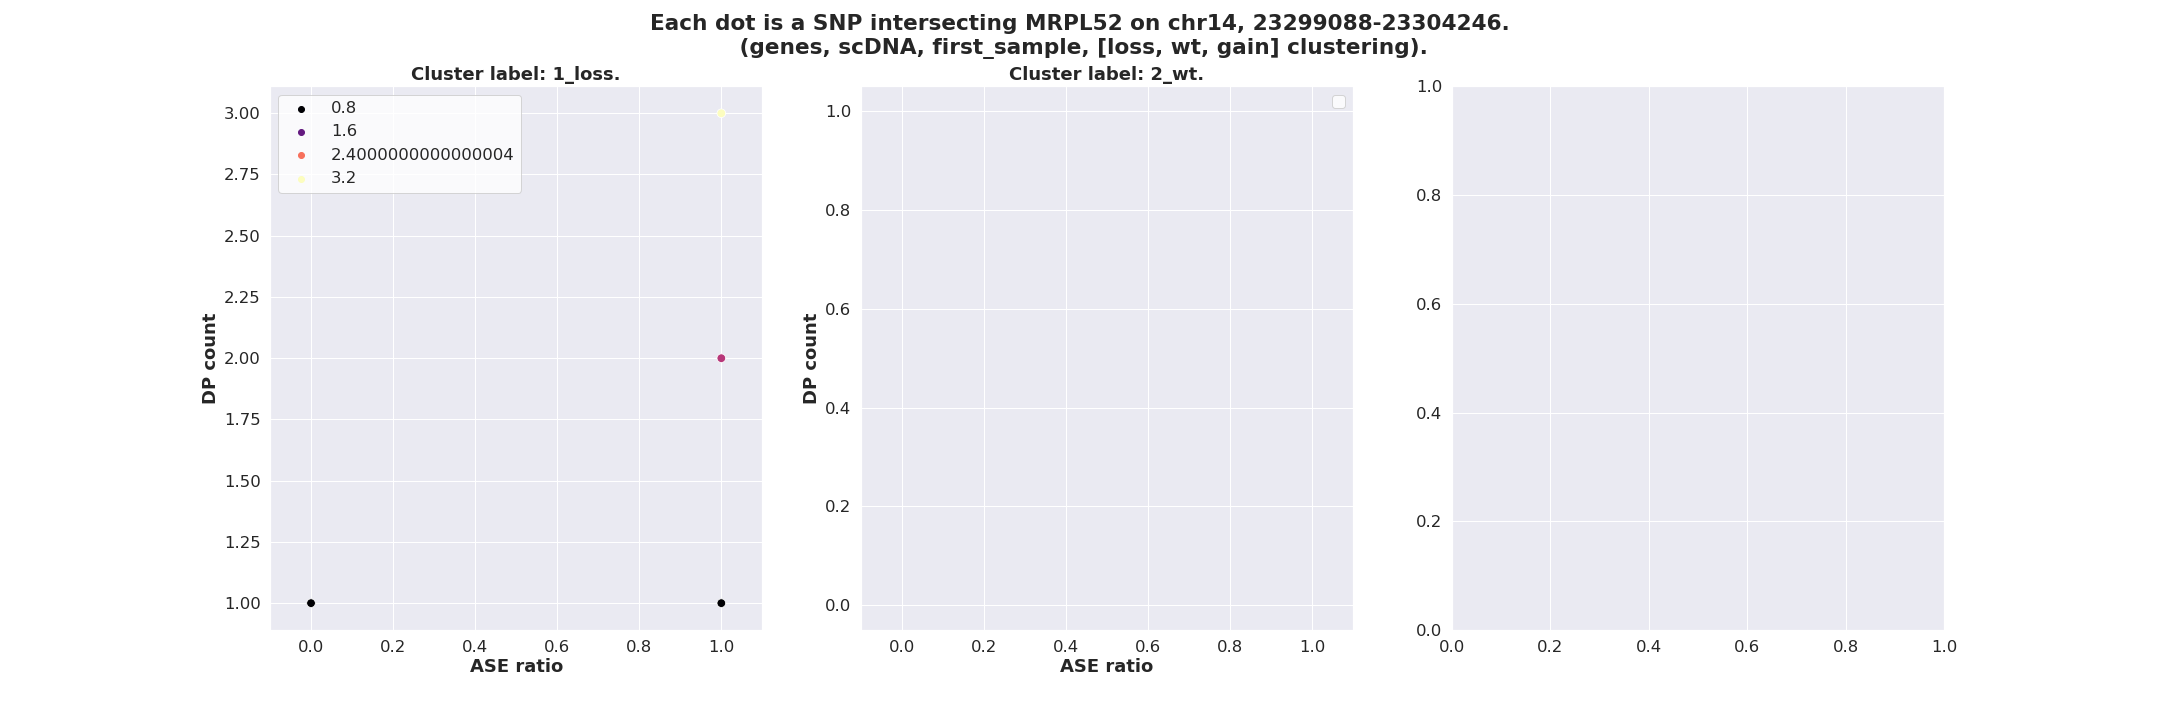 Each dot is a SNP intersecting MRPL52 on chr14, 23299088-23304246.
(genes, scDNA, first_sample, [loss, wt, gain] clustering).
Cluster label: 1_loss.
0.8
1.6
2.4000000000000004
3.2
3.00
2.75
2.50
2.25
2.00
1.75
1.50
1.25
1.00
DP count
0.0 0.2 0.4 0.6 0.8 1.0
ASE ratio
Cluster label: 2_wt.
1.0
0.8
0.6
0.4
0.2
0.0
DP count
0.0 0.2 0.4 0.6 0.8 1.0
ASE ratio
1.0
0.8
0.6
0.4
0.2
0.0
0.0 0.2 0.4 0.6 0.8 1.0